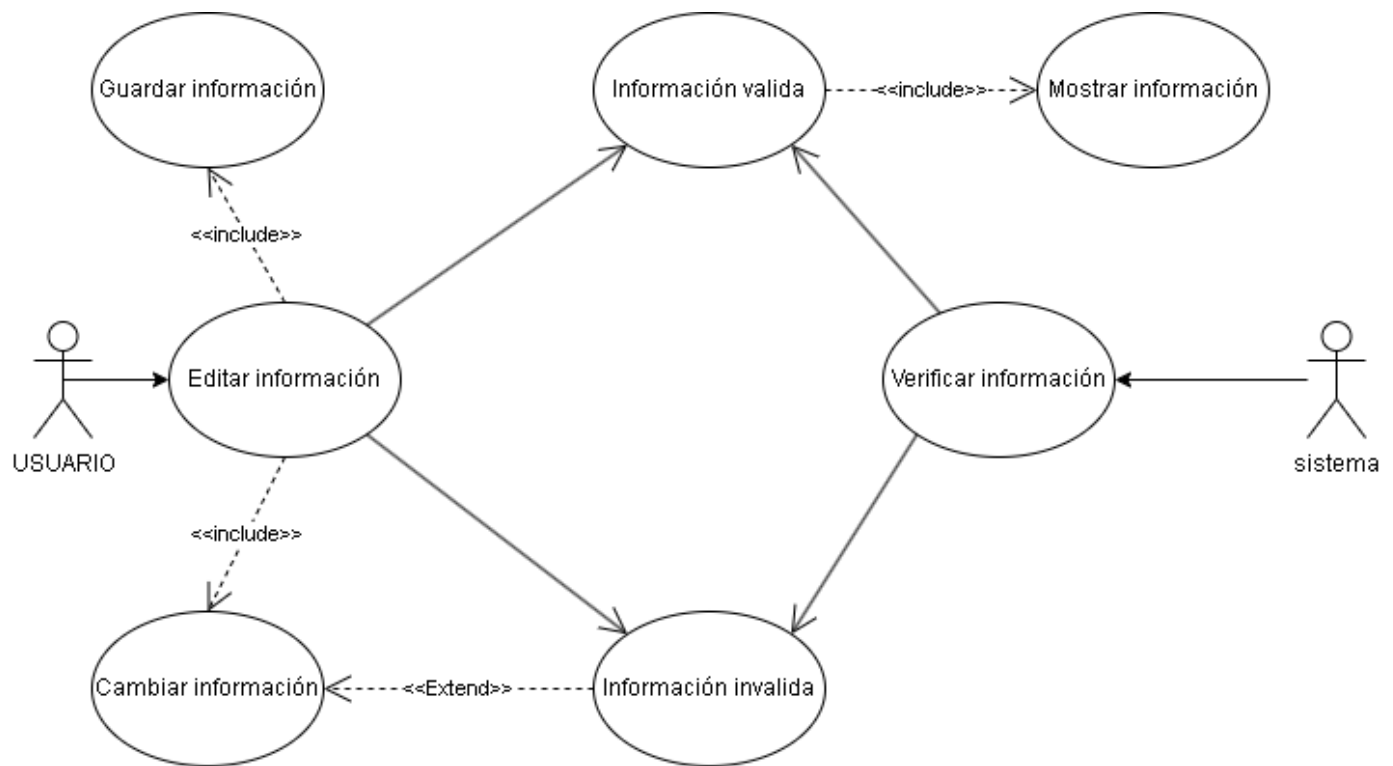 Guardar información
Información valida
<<include>>
Mostrar información
<<include>>
Editar información
Verificar información
USUARIO
sistema
<<include>>
Cambiar información
<<Extend>>
Información invalida